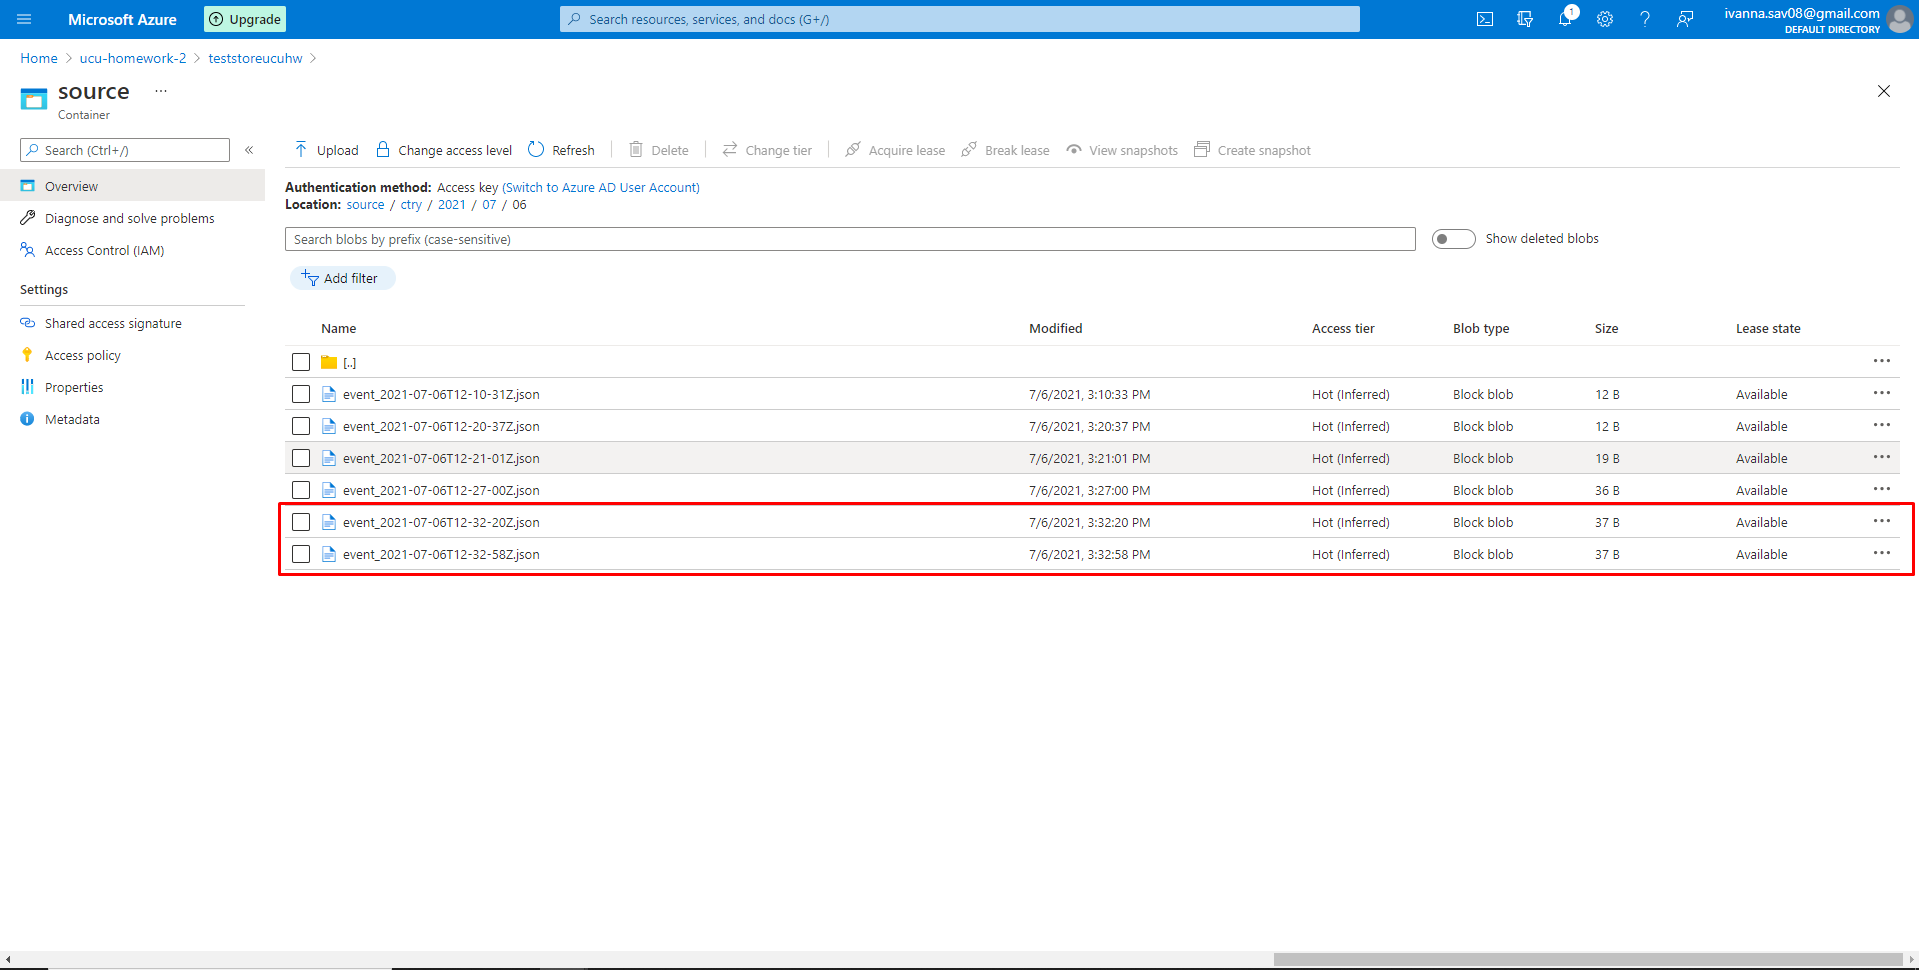 Microsoft Azure
Upgrade
Search resources, services, and docs (G+/)
1
ivanna.sav08@gmail.com
DEFAULT DIRECTORY
Home > ucu-homework-2 > teststoreucuhw >
source ...
Container
Search (Ctrl+/) «
Overview
Diagnose and solve problems
Access Control (IAM)
Settings
Shared access signature
Access policy
Properties
Metadata
Upload Change access level Refresh Delete Change tier Acquire lease Break lease View snapshots Create snapshot
Authentication method: Access key (Switch to Azure AD User Account)
Location: source / ctry / 2021 / 07 / 06
Search blobs by prefix (case-sensitive) Show deleted blobs
Add filter
Name Modified Access tier Blob type Size Lease state
[..] ...
event_2021-07-06T12-10-31Z.json 7/6/2021, 3:10:33 PM Hot (Inferred) Block blob 12 B Available ...
event_2021-07-06T12-20-37Z.json 7/6/2021, 3:20:37 PM Hot (Inferred) Block blob 12 B Available ...
event_2021-07-06T12-21-01Z.json 7/6/2021, 3:21:01 PM Hot (Inferred) Block blob 19 B Available ...
event_2021-07-06T12-27-00Z.json 7/6/2021, 3:27:00 PM Hot (Inferred) Block blob 36 B Available ...
event_2021-07-06T12-32-20Z.json 7/6/2021, 3:32:20 PM Hot (Inferred) Block blob 37 B Available ...
event_2021-07-06T12-32-58Z.json 7/6/2021, 3:32:58 PM Hot (Inferred) Block blob 37 B Available ...